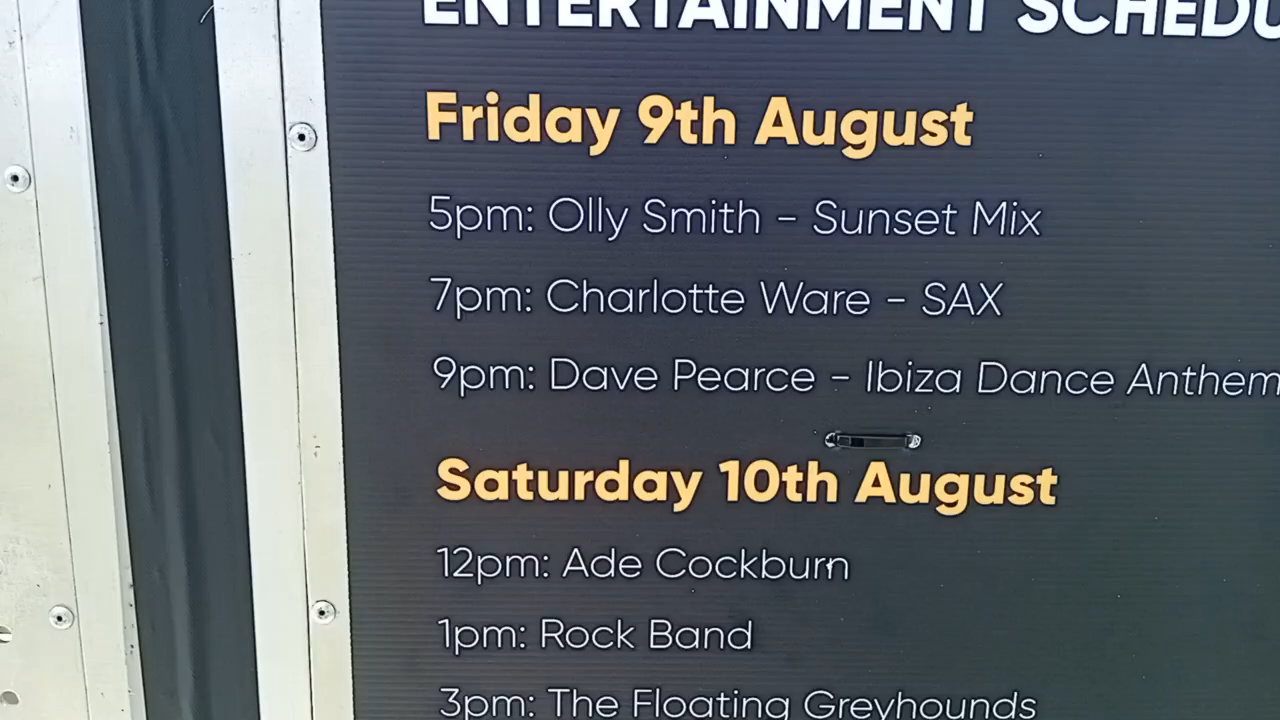 ENTERTAINMENT
Friday 9th August
5pm: Olly Smith - Sunset Mix
7pm: Charlotte Ware - SAX
9pm: Dave Pearce - Ibiza Dance Anthem
Saturday 10th August
12pm: Ade Cockburn
1pm: Rock Band
3pm: The Floating Greyhounds